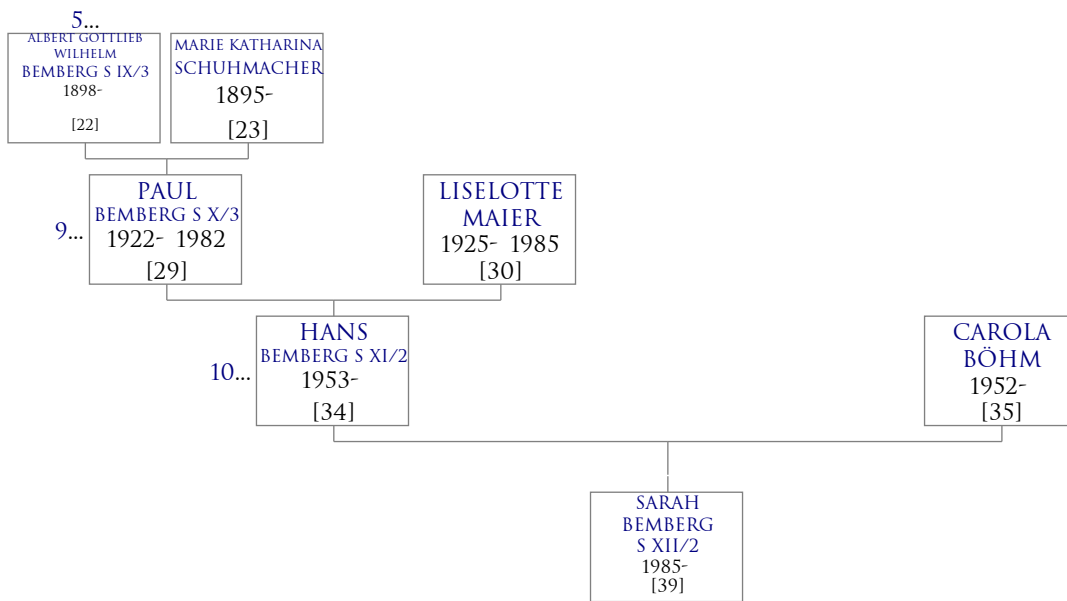 5...
ALBERT GOTTLIEB
WILHELM
BEMBERG S IX/3
1898-
[22]
MARIE KATHARINA
SCHUHMACHER
1895-
[23]
9...
PAUL
BEMBERG S X/3
1922- 1982
[29]
LISELOTTE
MAIER
1925- 1985
[30]
10...
HANS
BEMBERG S XI/2
1953-
[34]
CAROLA
BÖHM
1952-
[35]
SARAH
BEMBERG
S XII/2
1985-
[39]